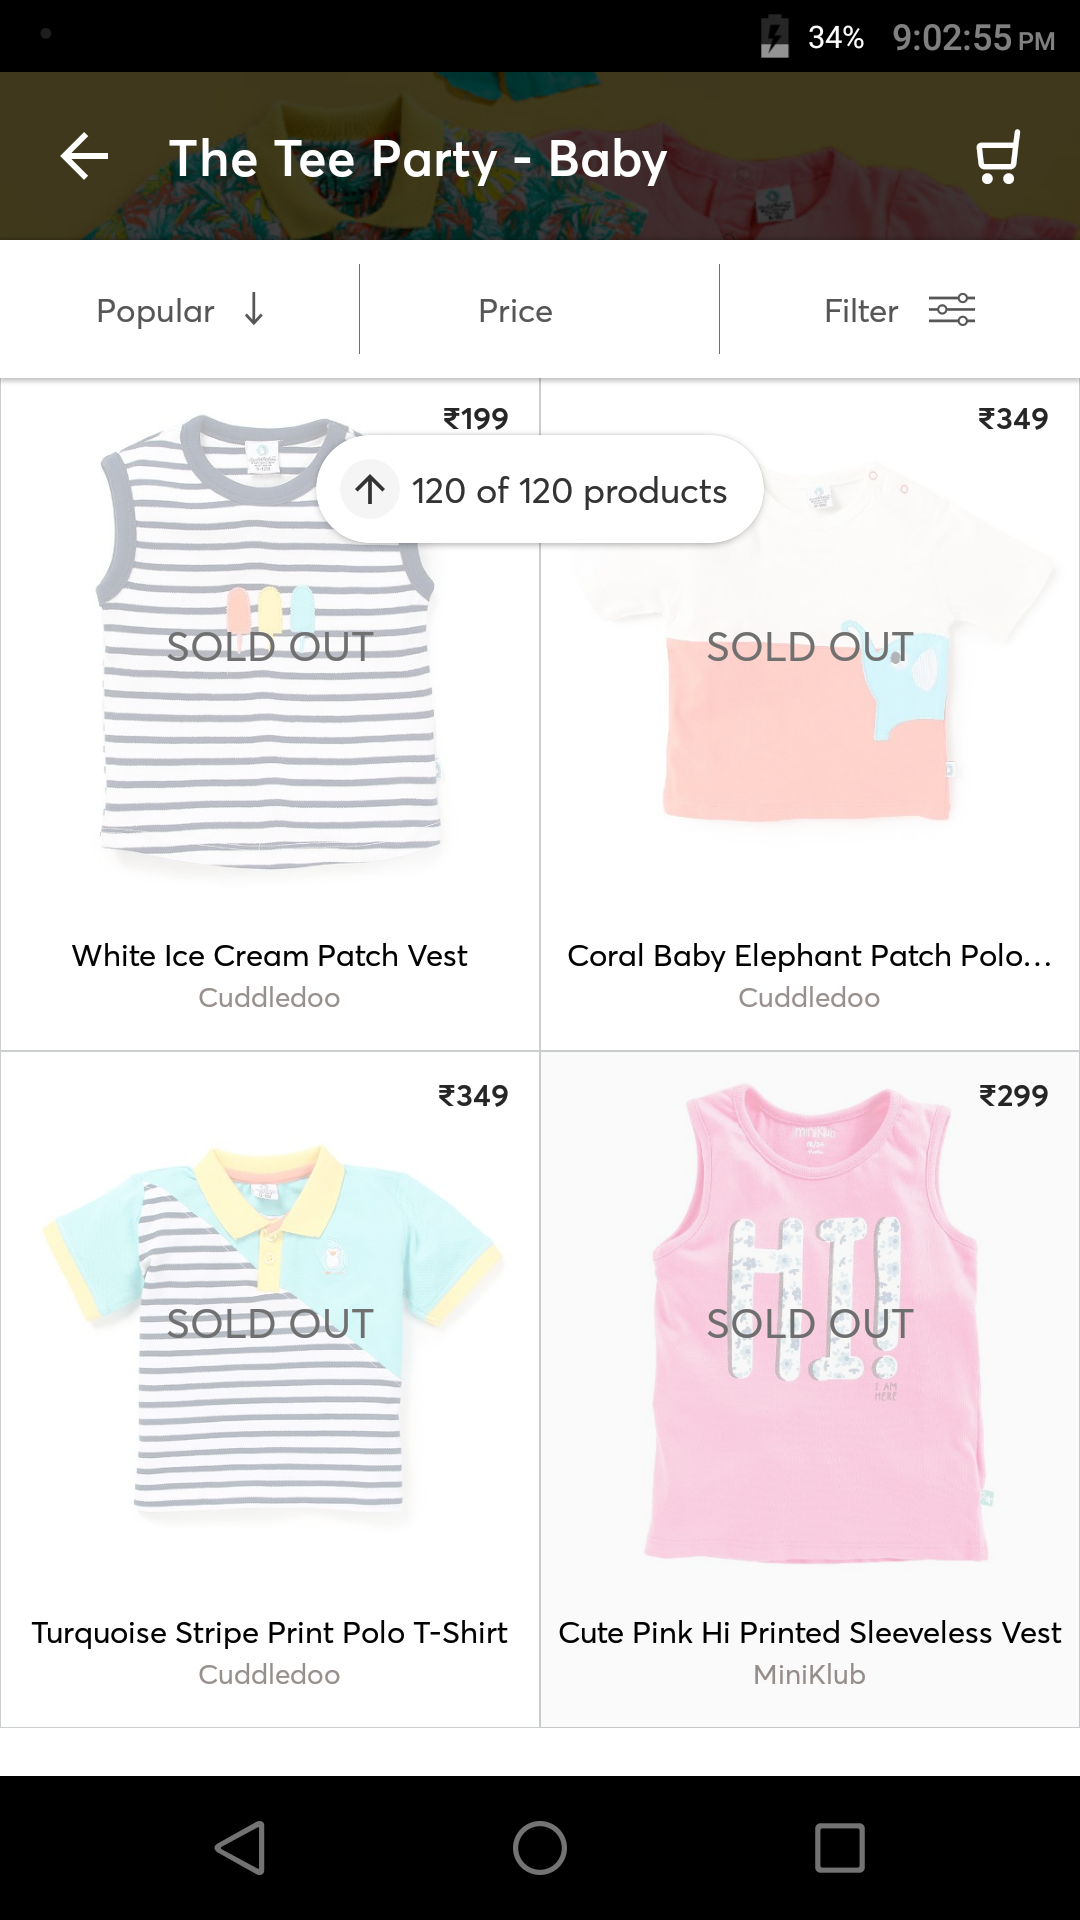 34% 9:02:55 PM
The Tee Party - Baby
Popular Price Filter
₹199
₹349
120 of 120 products
SOLD OUT
SOLD OUT
White Ice Cream Patch Vest
Cuddledoo
Coral Baby Elephant Patch Polo...
Cuddledoo
₹349
₹299
HI!
SOLD OUT
SOLD OUT
I AM
HERE
Turquoise Stripe Print Polo T-Shirt
Cuddledoo
Cute Pink Hi Printed Sleeveless Vest
MiniKlub